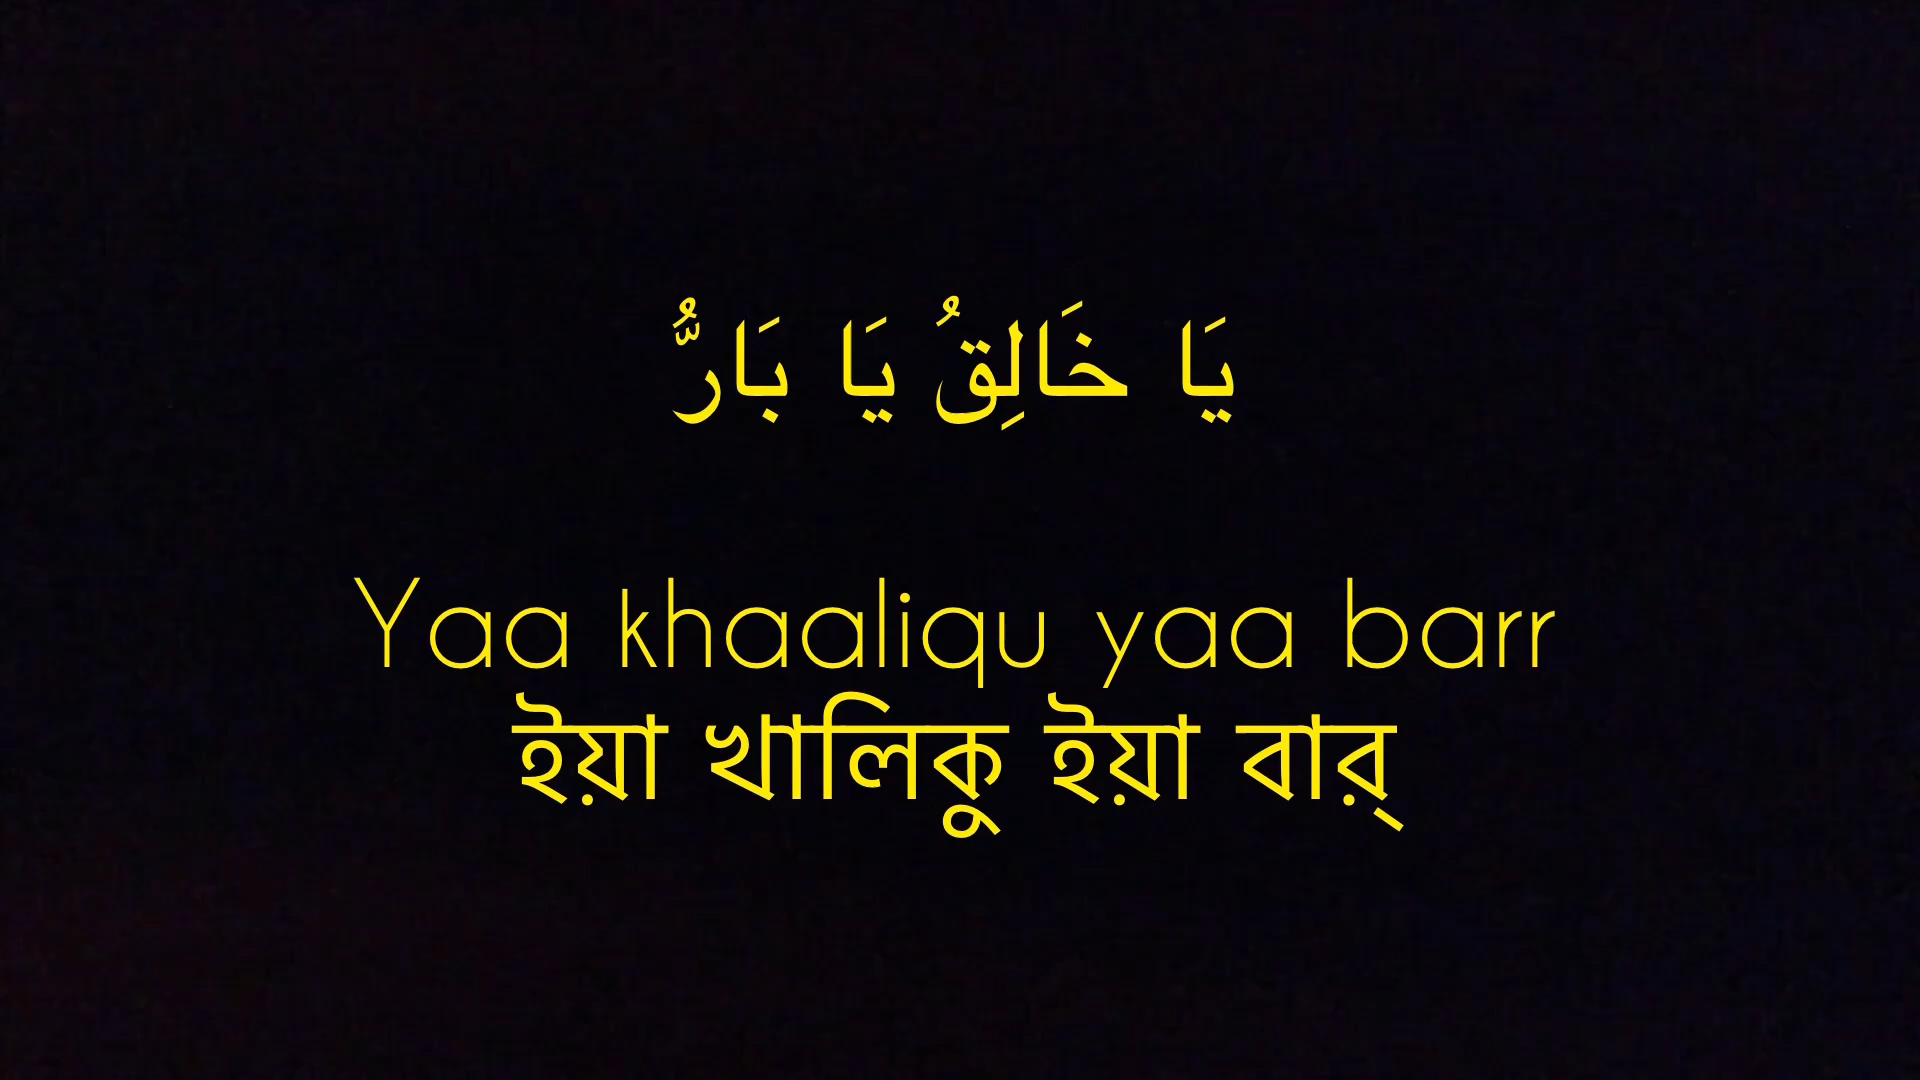 يَا خَالِقُ يَا بَارُّ
Yaa khaaliqu yaa barr
ইয়া খালিকু ইয়া বার্